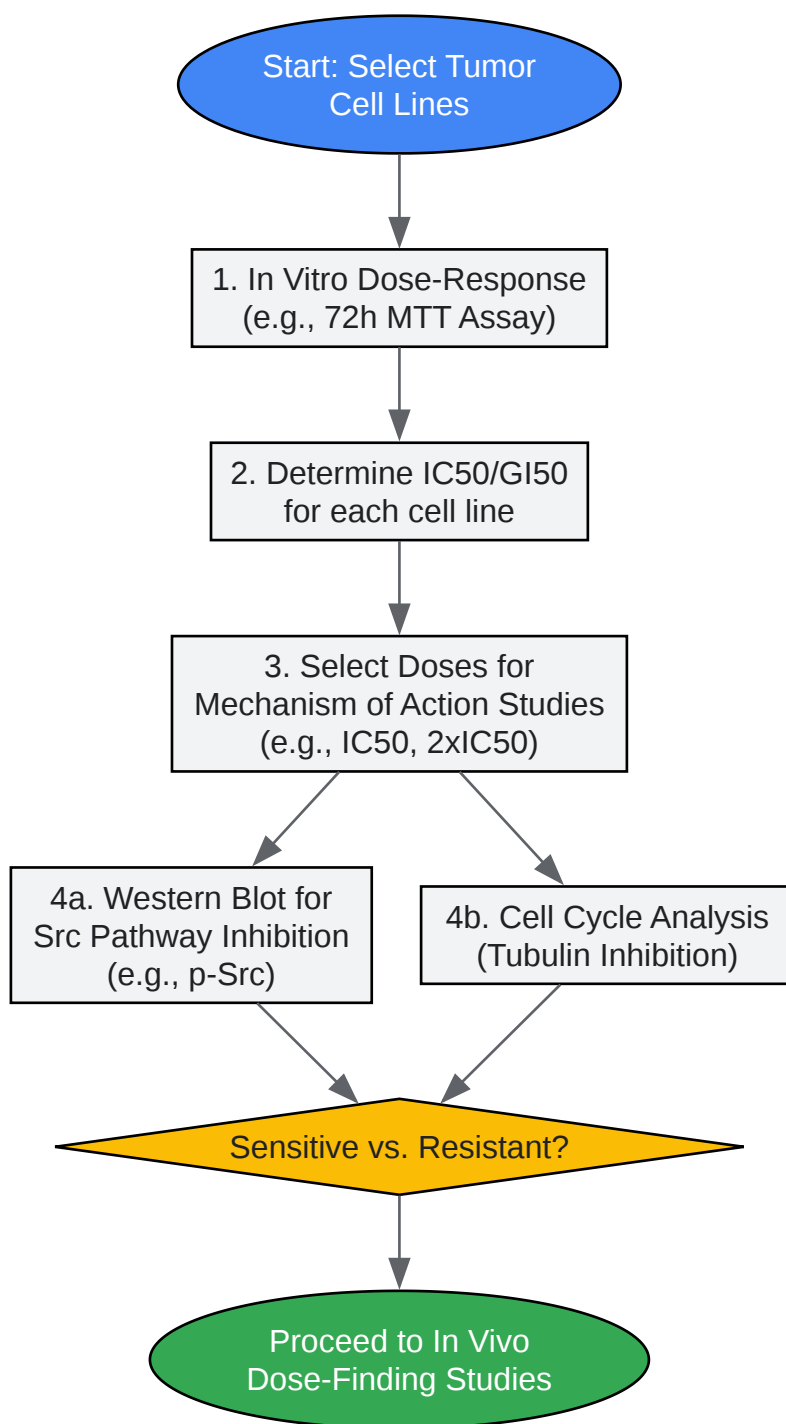 Start: Select Tumor
Cell Lines
1. In Vitro Dose-Response
(e.g., 72h MTT Assay)
2. Determine IC50/GI50
for each cell line
3. Select Doses for
Mechanism of Action Studies
(e.g., IC50, 2xIC50)
4a. Western Blot for
Src Pathway Inhibition
(e.g., p-Src)
4b. Cell Cycle Analysis
(Tubulin Inhibition)
Sensitive vs. Resistant?
Proceed to In Vivo
Dose-Finding Studies